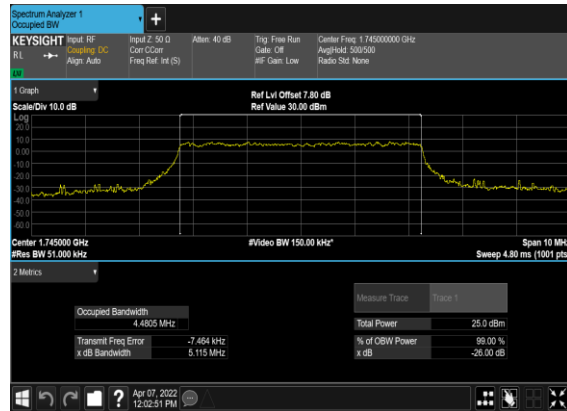 Spectrum Analyzer 1
Occupied BW
+
KEYSIGHT
RL
Input: RF
Coupling: DC
Align: Auto
Input Z: 50 Ω
Corr CCorr
Freq Ref: Int (S)
Atten: 40 dB
Trig: Free Run
Gate: Off
#IF Gain: Low
Center Freq: 1.745000000 GHz
Avg|Hold: 500/500
Radio Std: None
1 Graph
Scale/Div 10.0 dB
Ref Lvl Offset 7.80 dB
Ref Value 30.00 dBm
Log
20.0
10.0
0.00
-10.0
-20.0
-30.0
-40.0
-50.0
-60.0
Center 1.745000 GHz
#Res BW 51.000 kHz
#Video BW 150.00 kHz*
Span 10 MHz
Sweep 4.80 ms (1001 pts
2 Metrics
Measure Trace Trace 1
Occupied Bandwidth
4.4805 MHz
Total Power 25.0 dBm
Transmit Freq Error -7.464 kHz
% of OBW Power 99.00 %
x dB Bandwidth 5.115 MHz
x dB -26.00 dB
?
Apr 07, 2022
12:02:51 PM